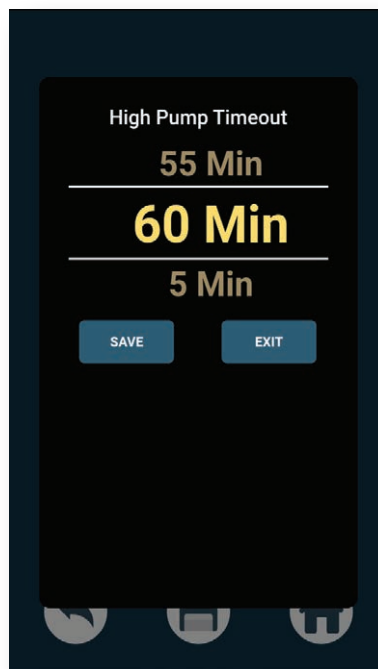 High Pump Timeout
55 Min
60 Min
5 Min
SAVE EXIT